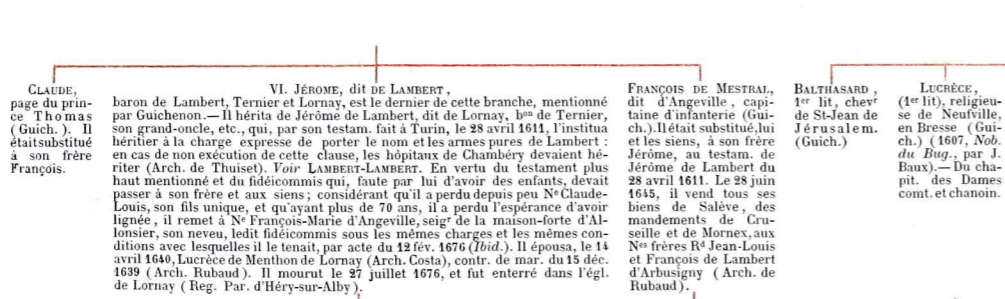 CLAUDE,
page du prin-
ce Thomas
(Guich.). Il
était substitué
à son frère
François.
VI. JÉROME, dit DE LAMBERT,
baron de Lambert, Ternier et Lornay, est le dernier de cette branche, mentionné
par Guichenon.—Il hérita de Jérôme de Lambert, dit de Lornay, bon de Ternier,
son grand-oncle, etc., qui, par son testam. fait à Turin, le 28 avril 1611, l'institua
héritier à la charge expresse de porter le nom et les armes pures de Lambert :
en cas de non exécution de cette clause, les hôpitaux de Chambéry devaient hé-
riter (Arch. de Thuiset). Voir LAMBERT-LAMBERT. En vertu du testament plus
haut mentionné et du fidéicommis qui, faute par lui d'avoir des enfants, devait
passer à son frère et aux siens ; considérant qu'il a perdu depuis peu Ne Claude-
Louis, son fils unique, et qu'ayant plus de 70 ans, il a perdu l'espérance d'avoir
lignée, il remet à Ne François-Marie d'Angeville, seigr de la maison-forte d'Al-
lonsier, son neveu, ledit fidéicommis sous les mêmes charges et les mêmes con-
ditions avec lesquelles il le tenait, par acte du 12 fév. 1676 (Ibid.). Il épousa, le 14
avril 1640, Lucrèce de Menthon de Lornay (Arch. Costa), contr. de mar. du 15 déc.
1639 (Arch. Rubaud). Il mourut le 27 juillet 1676, et fut enterré dans l'égl.
de Lornay ( Reg. Par. d'Héry-sur-Alby ).
FRANÇOIS DE MESTRAL,
dit d'Angeville, capi-
taine d'infanterie (Gui-
ch.). Il était substitué, lui
et les siens, à son frère
Jérôme, au testam. de
Jérôme de Lambert du
28 avril 1611. Le 28 juin
1645, il vend tous ses
biens de Salève, des
mandements de Cru-
seille et de Mornex, aux
Nes frères Rd Jean-Louis
et François de Lambert
d'Arbusigny ( Arch. de
Rubaud).
BALTHASARD,
1er lit, chevr
de St-Jean de
Jérusalem.
(Guich.)
LUCRÈCE,
(1er lit), religieu-
se de Neufville,
en Bresse (Gui-
ch.) (1607, Nob.
du Bug., par J.
Baux).—Du cha-
pit. des Dames
comt. et chanoin.